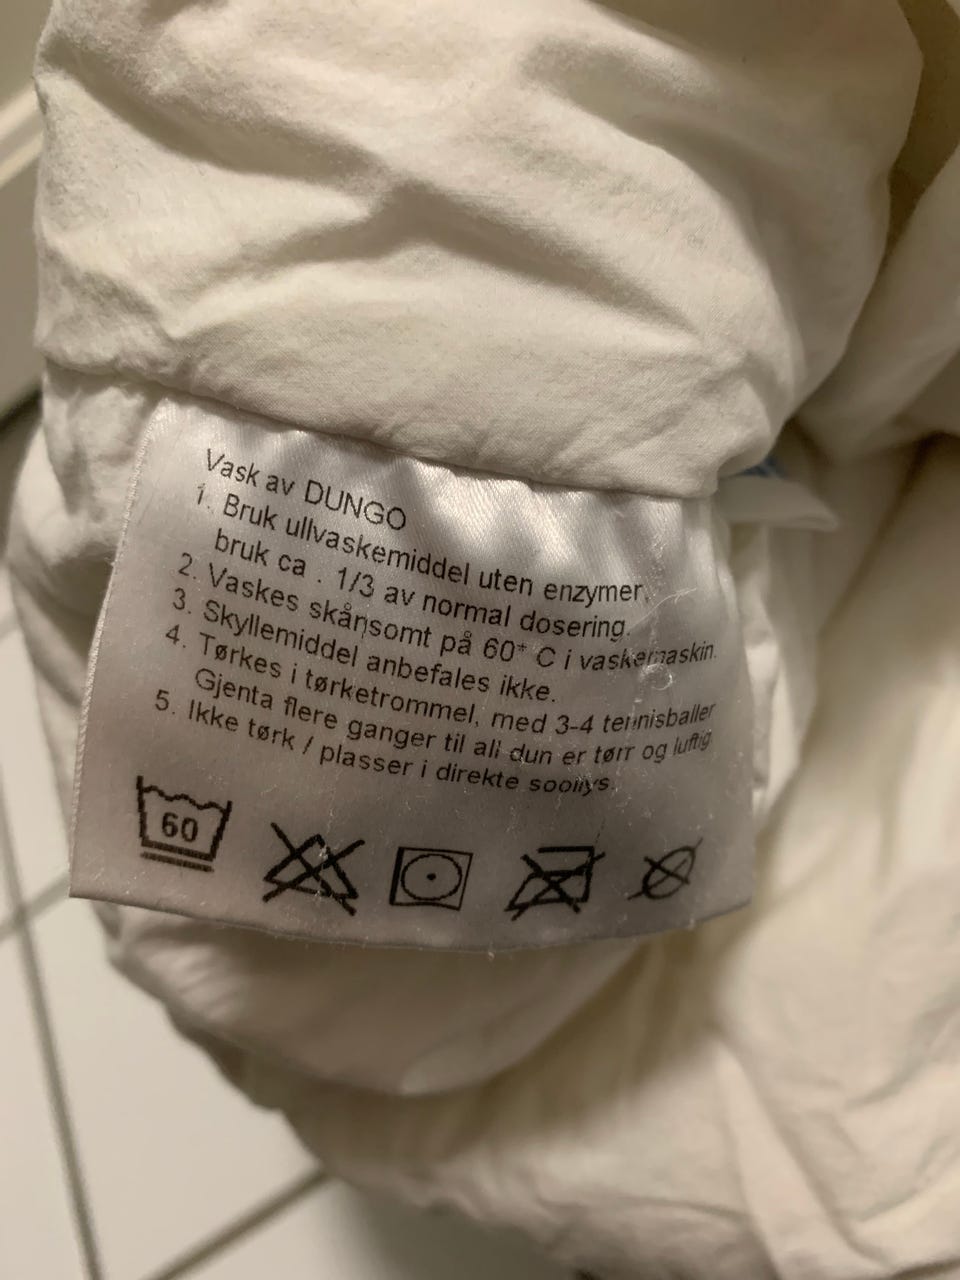 Vask av DUNGO
1. Bruk ullvaskemiddel uten enzymer,
bruk ca . 1/3 av normal dosering.
2. Vaskes skånsomt på 60* C i vaskemaskin.
3. Skyllemiddel anbefales ikke.
4. Tørkes i tørketrommel, med 3-4 tennisballer
Gjenta flere ganger til all dun er tørr og luftig
5. Ikke tørk / plasser i direkte soollys.
60